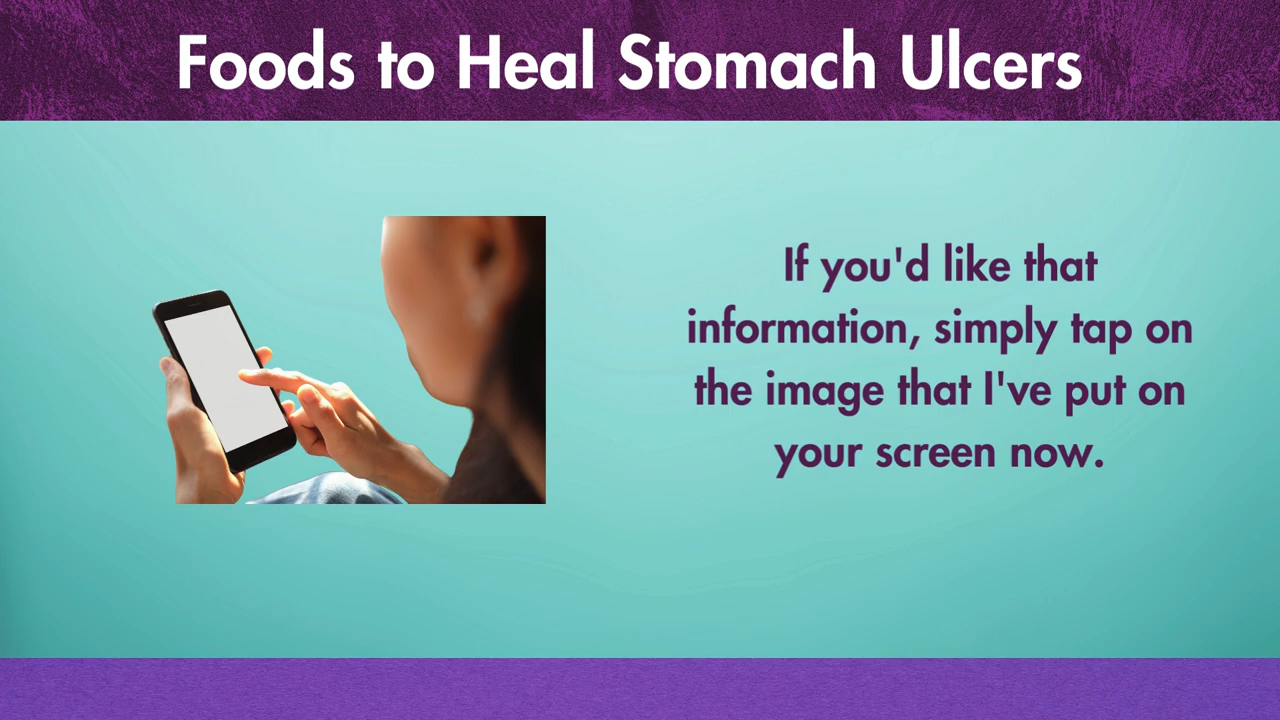 Foods to Heal Stomach Ulcers
If you'd like that
information, simply tap on
the image that I've put on
your screen now.